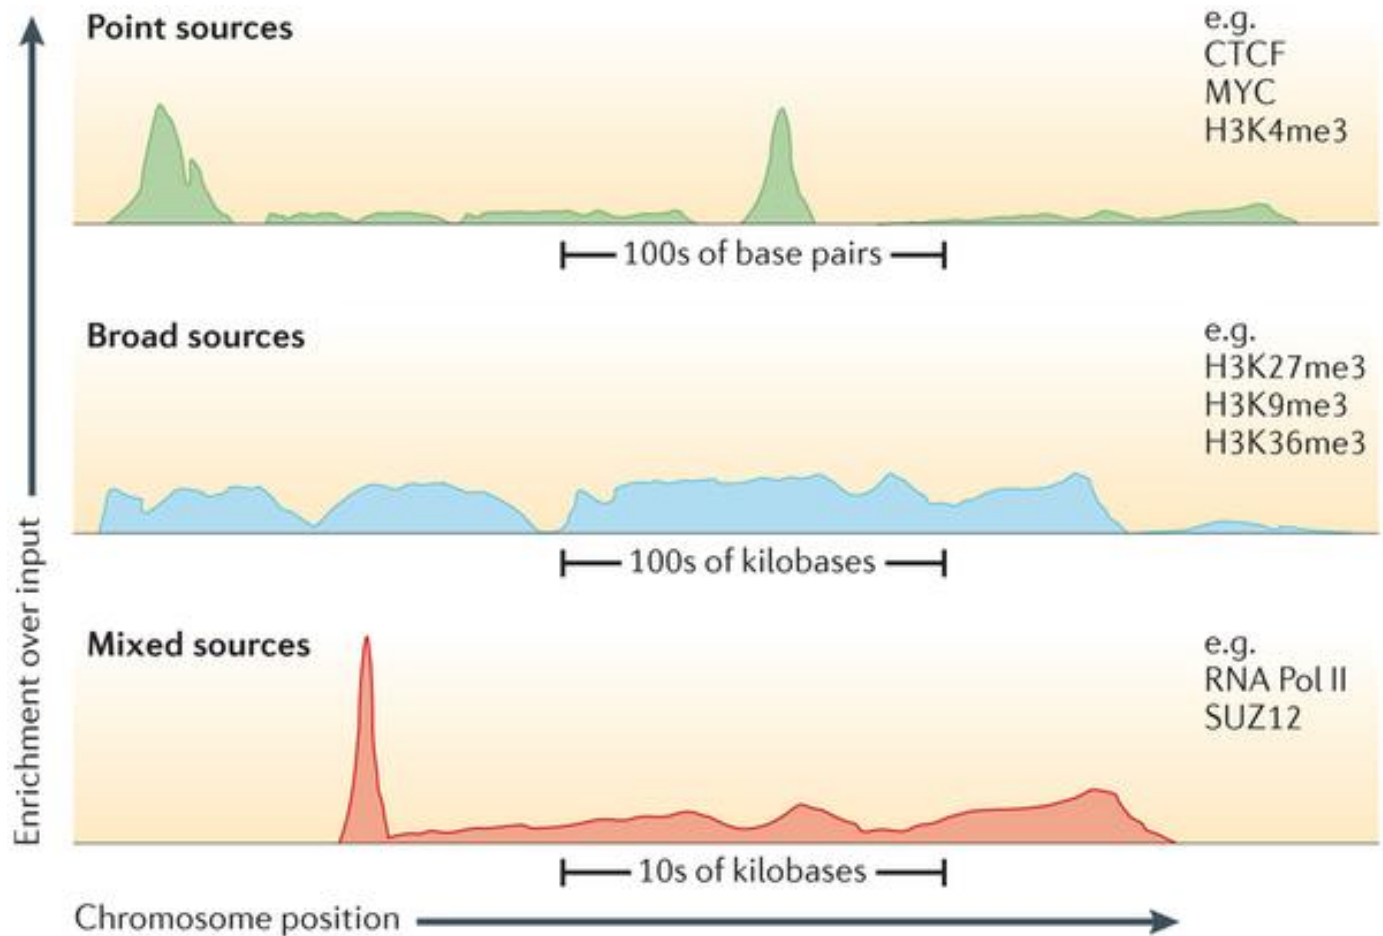 Enrichment over input
Point sources
e.g.
CTCF
MYC
H3K4me3
100s of base pairs
Broad sources
e.g.
H3K27me3
H3K9me3
H3K36me3
100s of kilobases
Mixed sources
e.g.
RNA Pol II
SUZ12
10s of kilobases
Chromosome position